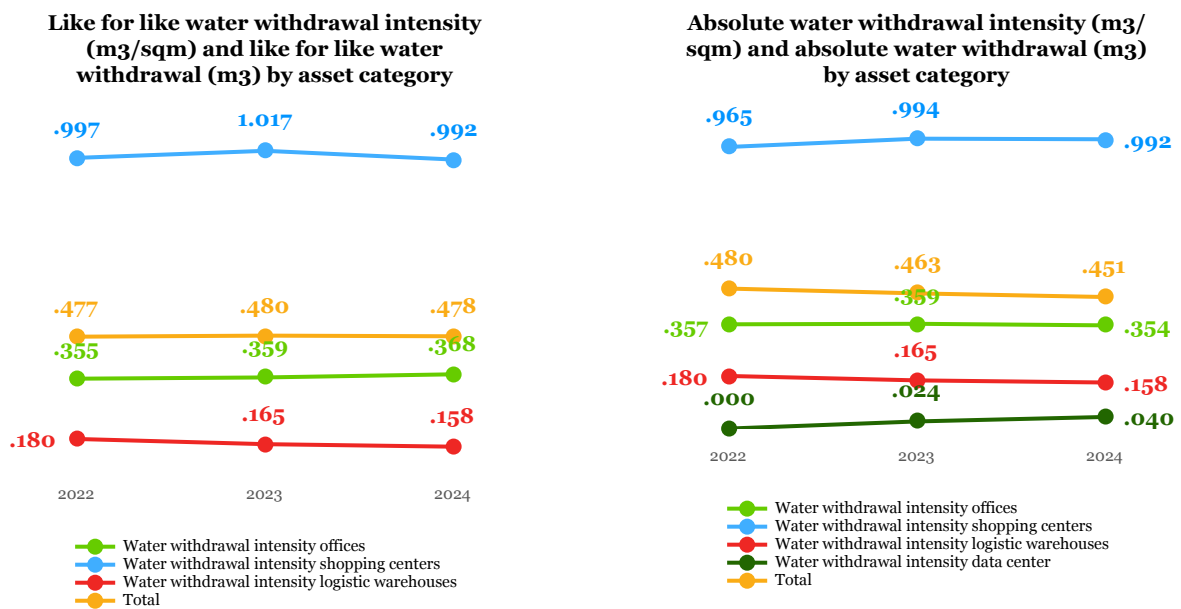 Like for like water withdrawal intensity
(m3/sqm) and like for like water
withdrawal (m3) by asset category
.997
1.017
.992
.477
.480
.478
.355
.359
.368
.180
.165
.158
2022
2023
2024
Water withdrawal intensity offices
Water withdrawal intensity shopping centers
Water withdrawal intensity logistic warehouses
Total
Absolute water withdrawal intensity (m3/
sqm) and absolute water withdrawal (m3)
by asset category
.965
.994
.992
.480
.463
.451
.357
.359
.354
.180
.165
.158
.000
.024
.040
2022
2023
2024
Water withdrawal intensity offices
Water withdrawal intensity shopping centers
Water withdrawal intensity logistic warehouses
Water withdrawal intensity data center
Total